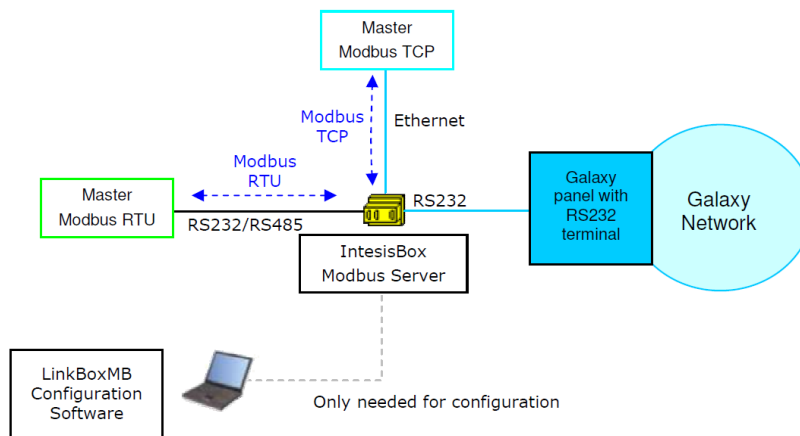 Master
Modbus TCP
Modbus
TCP
Ethernet
Modbus
RTU
Master
Modbus RTU
RS232/RS485
RS232
Galaxy
panel with
RS232
terminal
Galaxy
Network
IntesisBox
Modbus Server
LinkBoxMB
Configuration
Software
Only needed for configuration